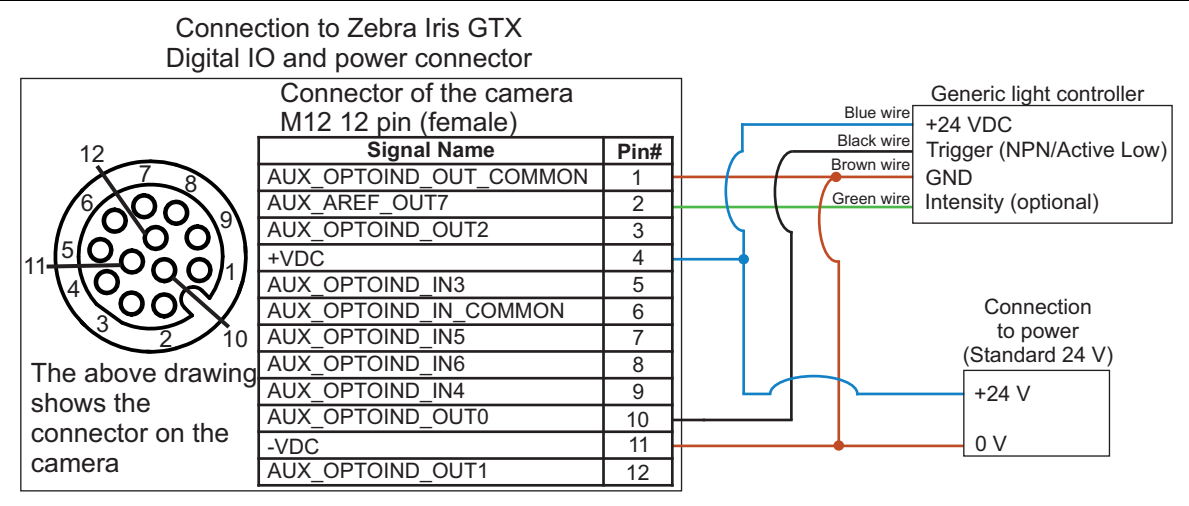 Connection to Zebra Iris GTX
Digital IO and power connector
Connector of the camera
M12 12 pin (female)
Signal Name Pin#
AUX_OPTOIND_OUT_COMMON 1
AUX_AREF_OUT7 2
AUX_OPTOIND_OUT2 3
+VDC 4
AUX_OPTOIND_IN3 5
AUX_OPTOIND_IN_COMMON 6
AUX_OPTOIND_IN5 7
AUX_OPTOIND_IN6 8
AUX_OPTOIND_IN4 9
AUX_OPTOIND_OUT0 10
-VDC 11
AUX_OPTOIND_OUT1 12
12
7
8
6
9
5
11
1
4
3
2
10
The above drawing
shows the
connector on the
camera
Generic light controller
Blue wire +24 VDC
Black wire Trigger (NPN/Active Low)
Brown wire GND
Green wire Intensity (optional)
Connection
to power
(Standard 24 V)
+24 V
0 V